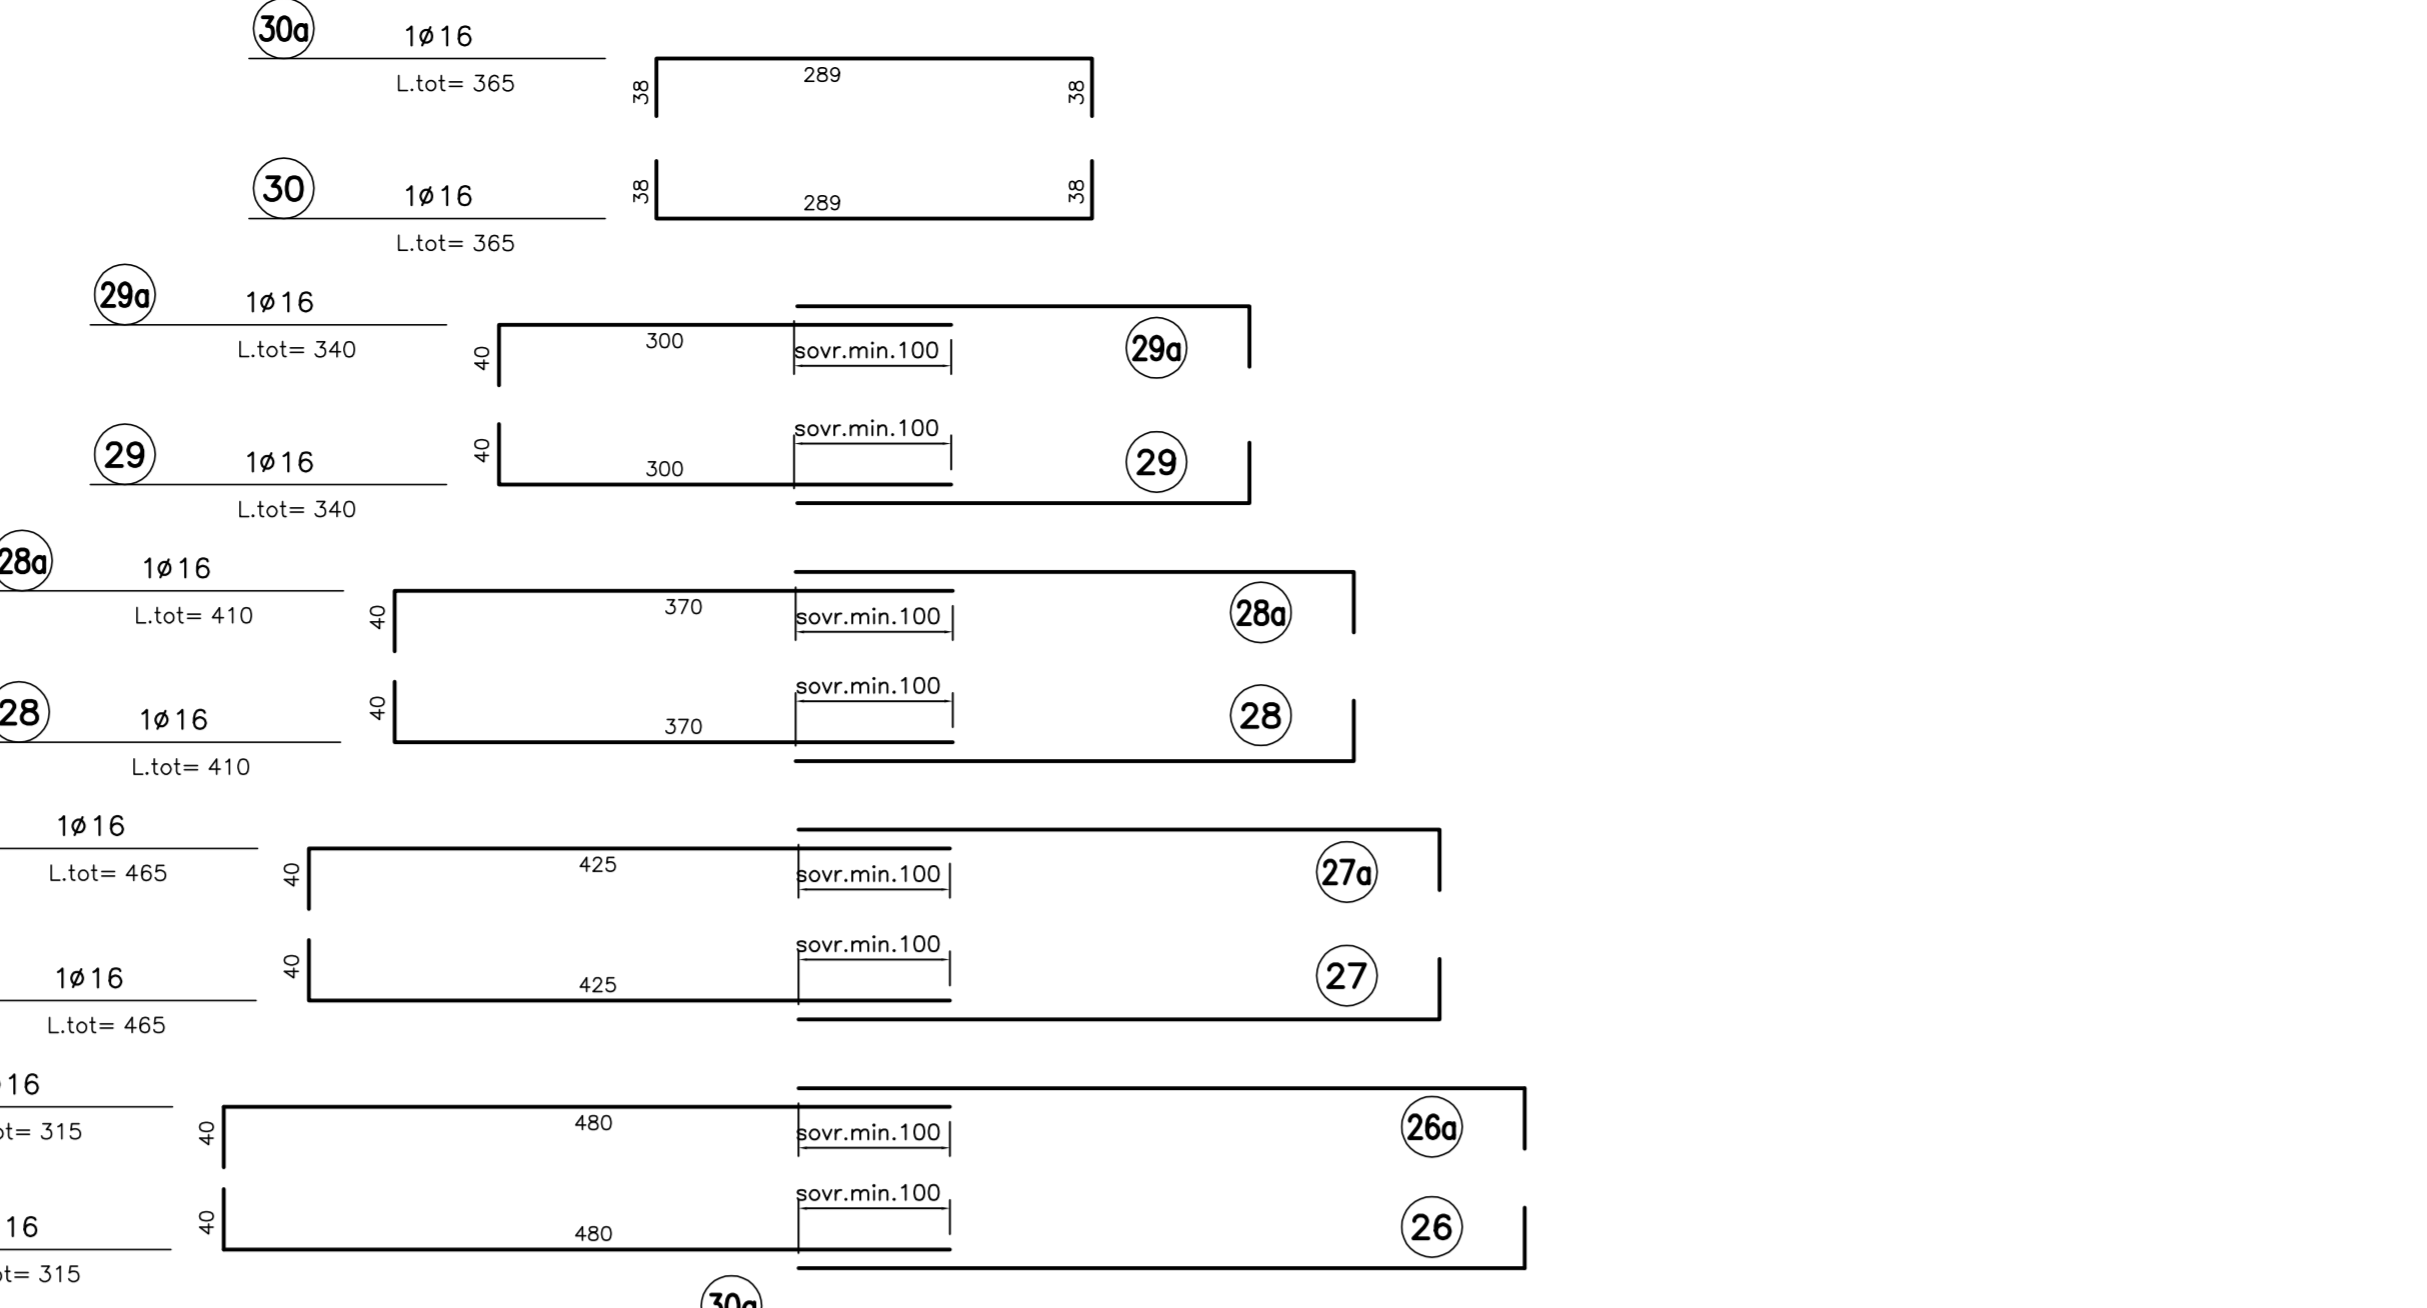 30a 1ø16
289
L.tot= 365
38 38
30 1ø16
38 38
289
L.tot= 365
29a 1ø16
300
L.tot= 340
40 sovr.min.100 29a
sovr.min.100
29 1ø16 40 29
300
L.tot= 340
28a 1ø16
370
L.tot= 410 40 sovr.min.100 28a
sovr.min.100
28 1ø16 40 28
370
L.tot= 410
1ø16
425
L.tot= 465 40 sovr.min.100 27a
sovr.min.100
1ø16 40 27
425
L.tot= 465
16
480
t= 315 40 sovr.min.100 26a
sovr.min.100
16 40 26
480
t= 315
30a